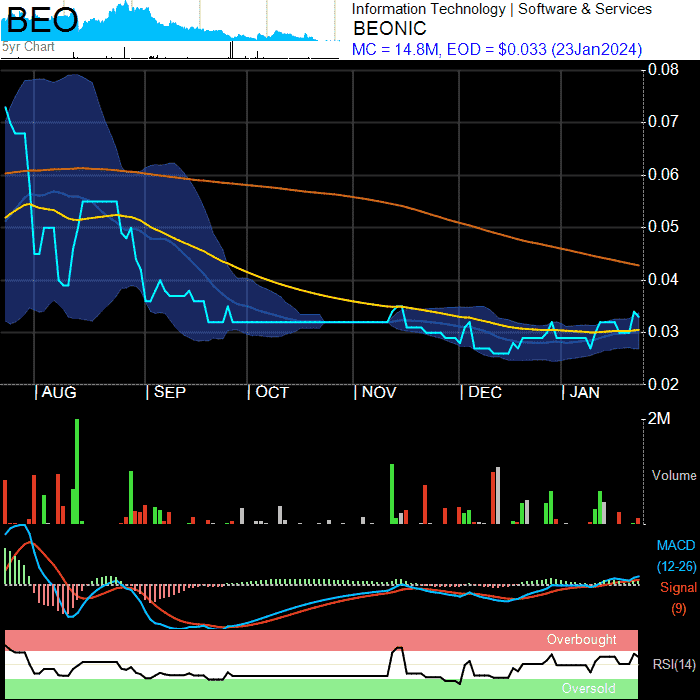 BEO
5yr Chart
Information Technology | Software & Services
BEONIC
MC = 14.8M, EOD = $0.033 (23Jan2024)
0.08
0.07
0.06
0.05
0.04
0.03
0.02
| AUG | SEP | OCT | NOV | DEC | JAN
2M
Volume
MACD
(12-26)
Signal
(9)
Overbought
RSI(14)
Oversold